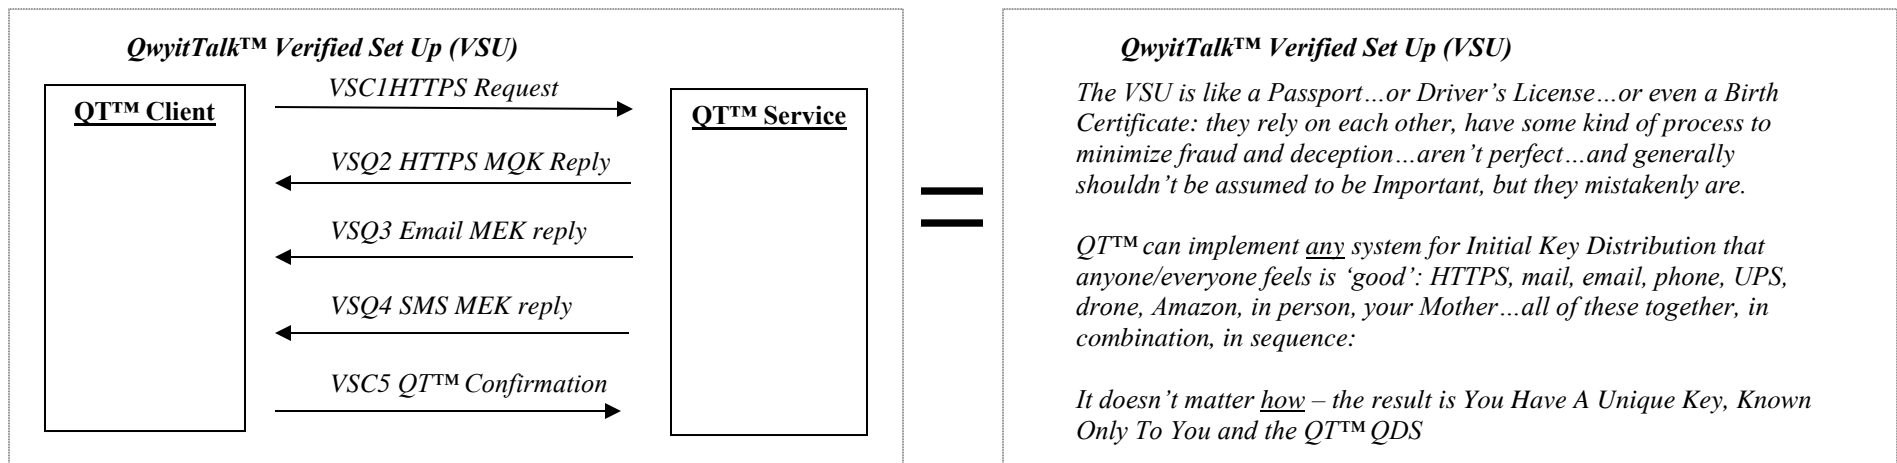 QwyitTalk™ Verified Set Up (VSU)
QT™ Client
VSC1HTTPS Request
QT™ Service
VSQ2 HTTPS MQK Reply
VSQ3 Email MEK reply
VSQ4 SMS MEK reply
VSC5 QT™ Confirmation
=
QwyitTalk™ Verified Set Up (VSU)
The VSU is like a Passport…or Driver’s License…or even a Birth
Certificate: they rely on each other, have some kind of process to
minimize fraud and deception…aren’t perfect…and generally
shouldn’t be assumed to be Important, but they mistakenly are.
QT™ can implement any system for Initial Key Distribution that
anyone/everyone feels is ‘good’: HTTPS, mail, email, phone, UPS,
drone, Amazon, in person, your Mother…all of these together, in
combination, in sequence:
It doesn’t matter how – the result is You Have A Unique Key, Known
Only To You and the QT™ QDS